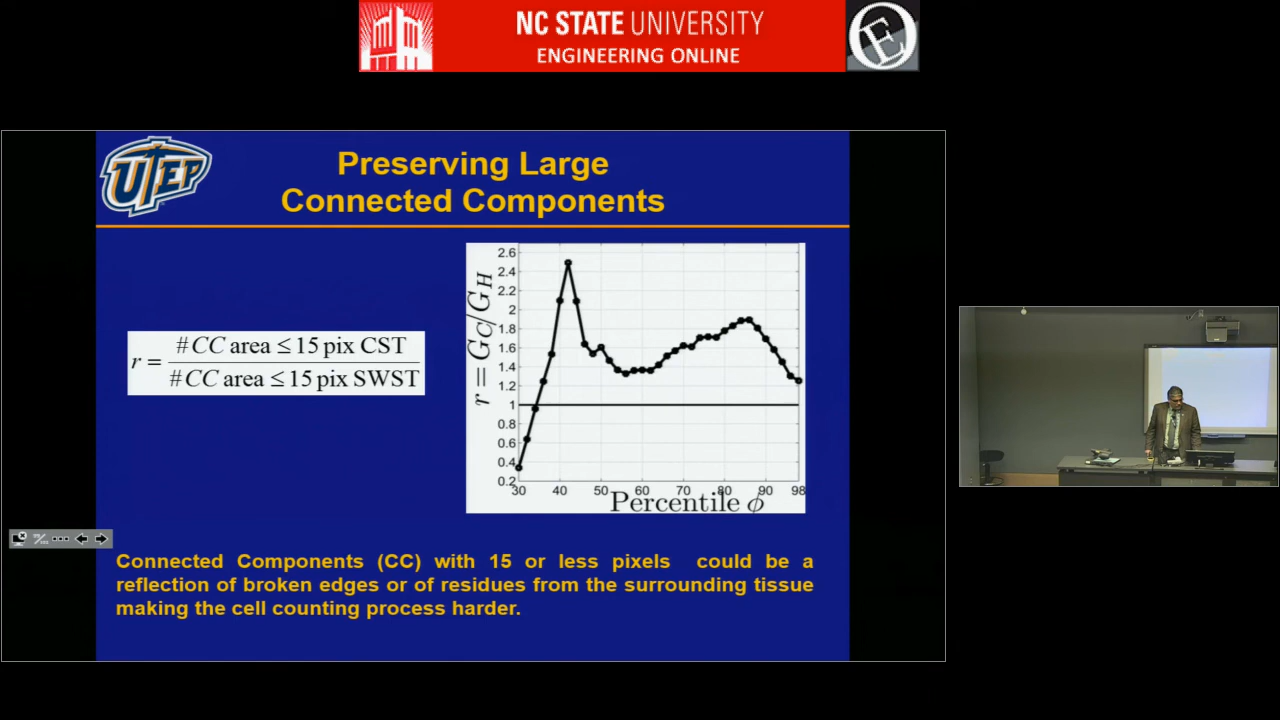 NC STATE UNIVERSITY
ENGINEERING ONLINE
OE
UTEP
Preserving Large
Connected Components
r = #CC area ≤ 15 pix CST
#CC area ≤ 15 pix SWST
r = GC/GH
2.6
2.4
2.2
2
1.8
1.6
1.4
1.2
1
0.8
0.6
0.4
0.2
30 40 50 60 70 80 90 98
Percentile ϕ
Connected Components (CC) with 15 or less pixels could be a
reflection of broken edges or of residues from the surrounding tissue
making the cell counting process harder.